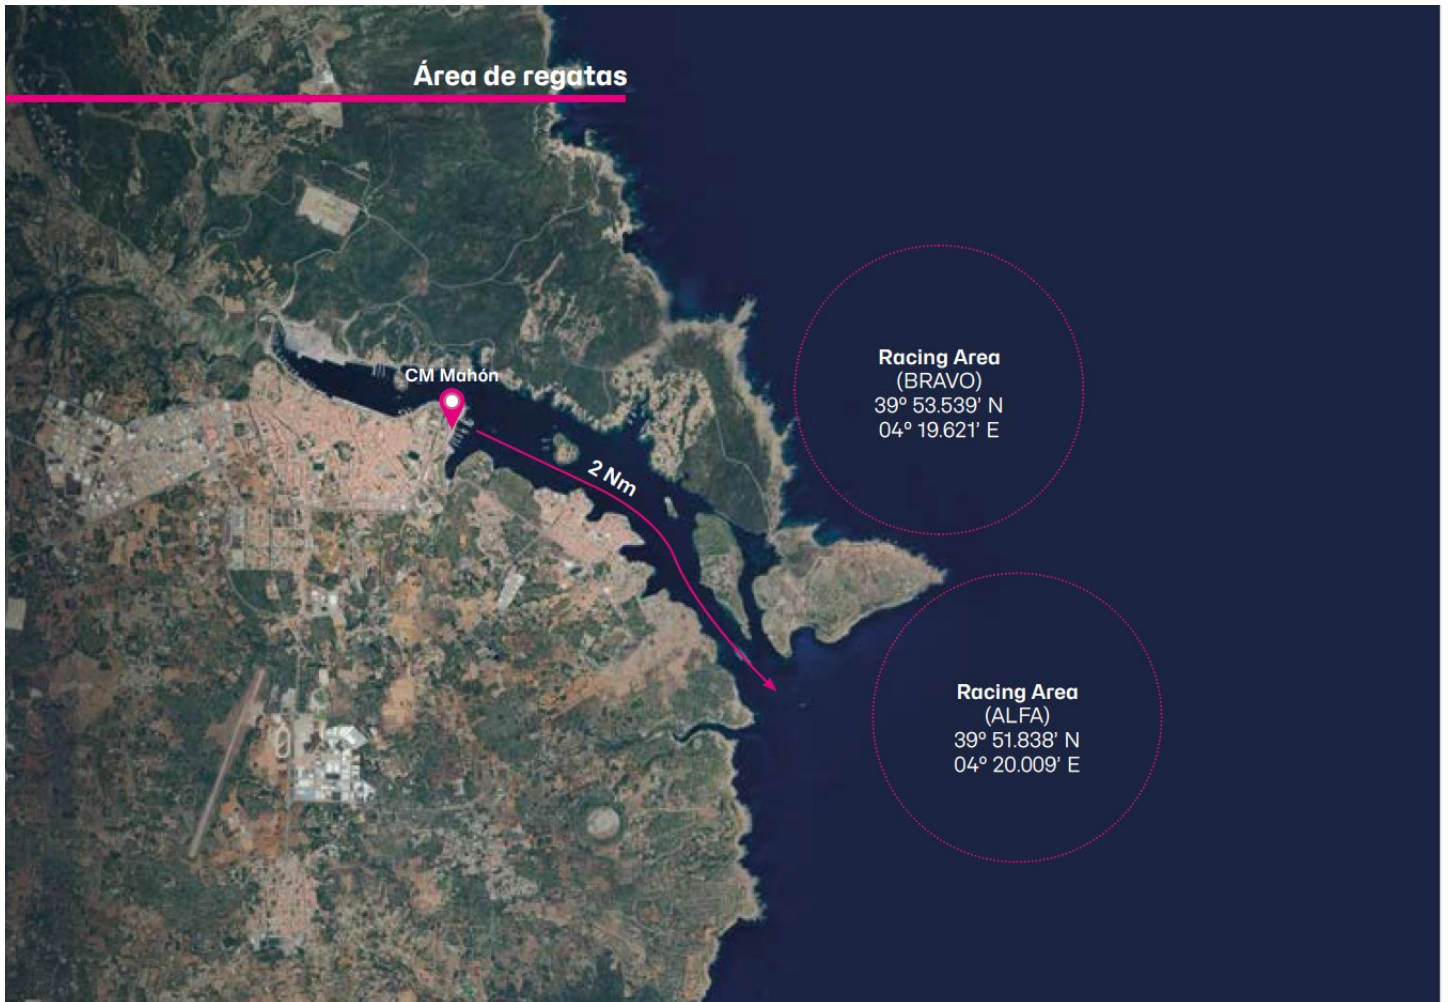 Área de regatas
CM Mahón
2 Nm
Racing Area
(BRAVO)
39º 53.539' N
04º 19.621' E
Racing Area
(ALFA)
39º 51.838' N
04º 20.009' E